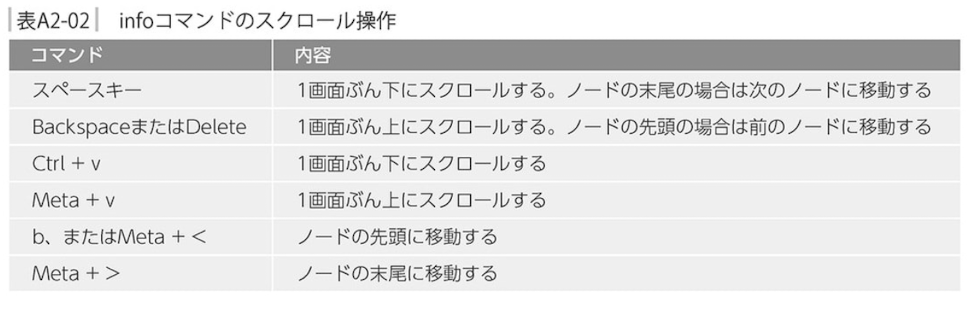 表A2-02 infoコマンドのスクロール操作
コマンド 内容
スペースキー 1画面ぶん下にスクロールする。ノードの末尾の場合は次のノードに移動する
BackspaceまたはDelete 1画面ぶん上にスクロールする。ノードの先頭の場合は前のノードに移動する
Ctrl + v 1画面ぶん下にスクロールする
Meta + v 1画面ぶん上にスクロールする
b、またはMeta + < ノードの先頭に移動する
Meta + > ノードの末尾に移動する